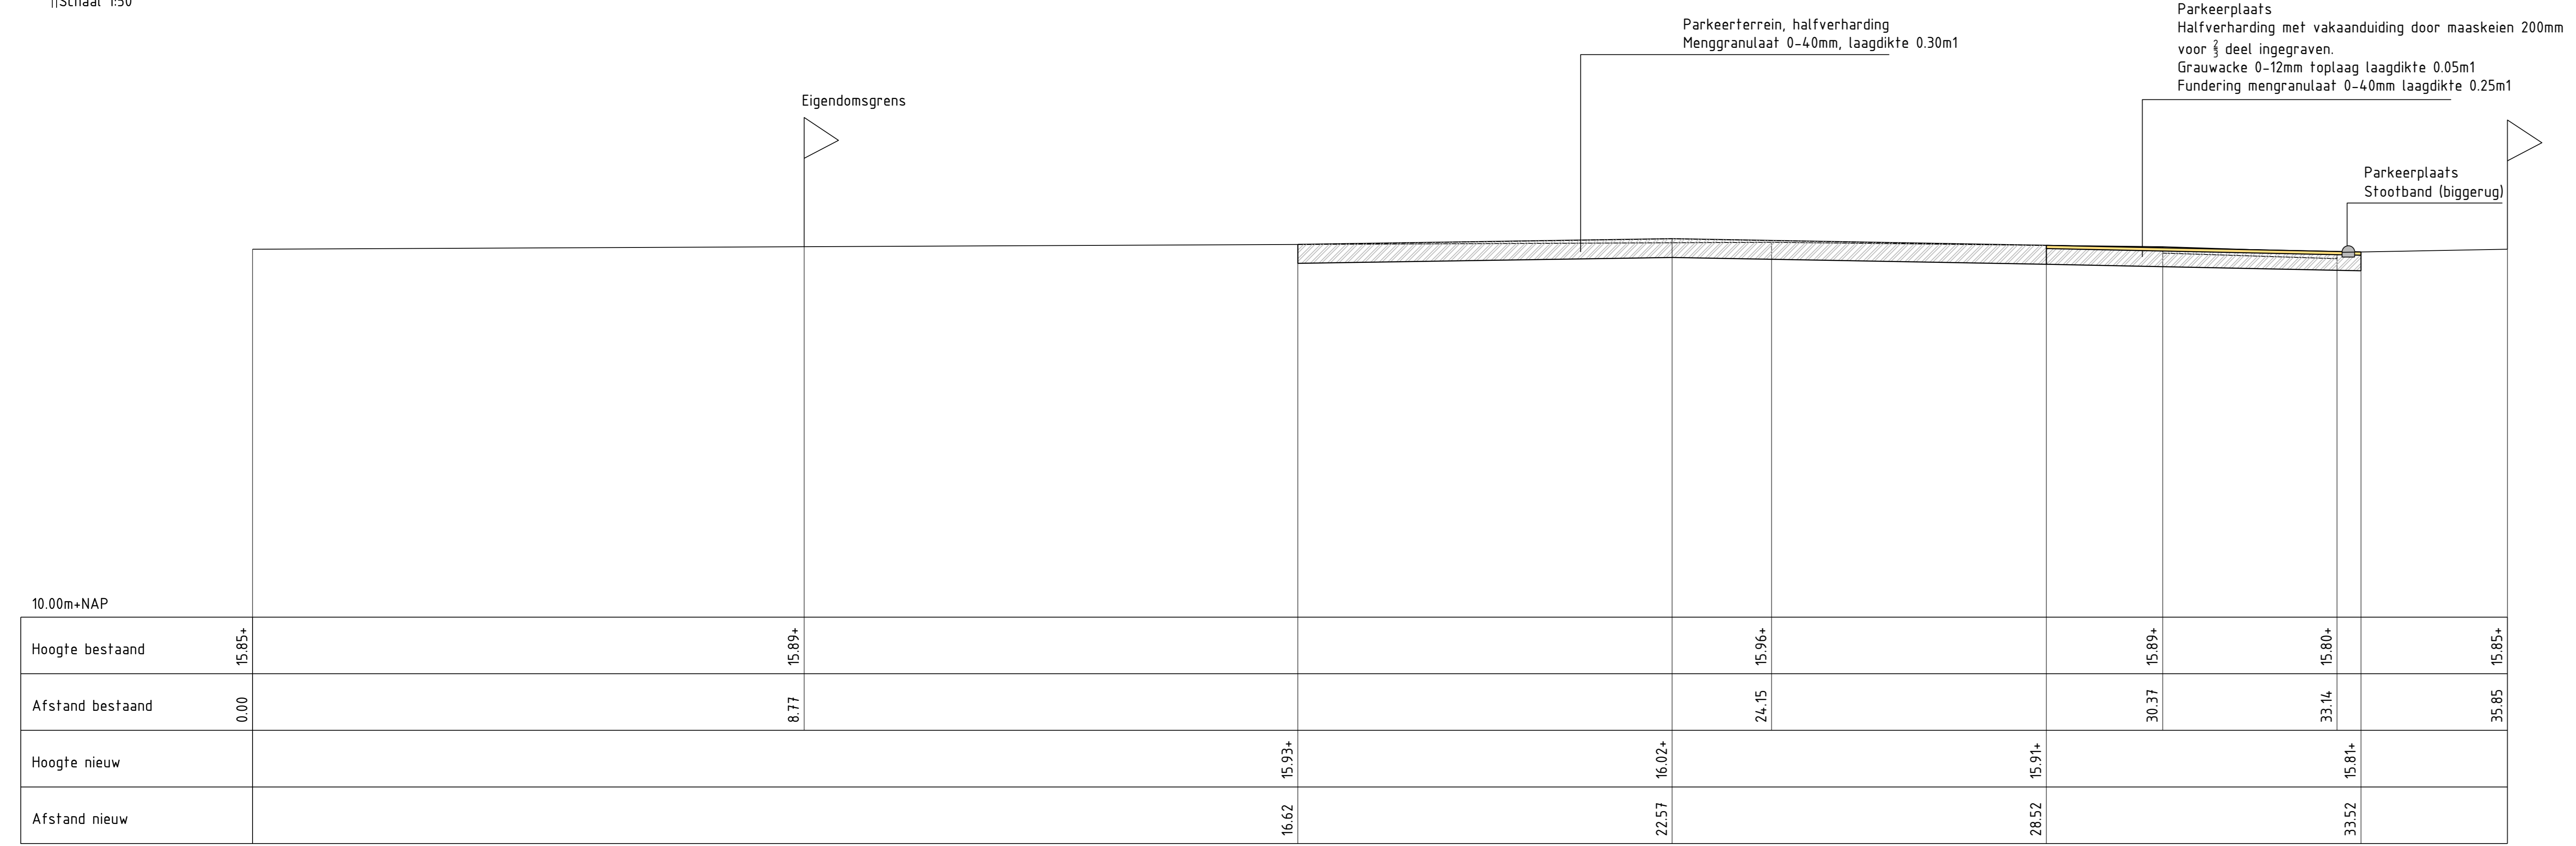 Schaal 1:50
Parkeerterrein, halfverharding
Menggranulaat 0-40mm, laagdikte 0.30m1
Parkeerplaats
Halfverharding met vakaanduiding door maaskeien 200mm
voor 2/3 deel ingegraven.
Grauwacke 0-12mm toplaag laagdikte 0.05m1
Fundering mengranulaat 0-40mm laagdikte 0.25m1
Eigendomsgrens
Parkeerplaats
Stootband (biggerug)
10.00m+NAP
Hoogte bestaand 15.85+ 15.89+ 15.96+ 15.89+ 15.80+ 15.85+
Afstand bestaand 0.00 8.77 24.15 30.37 33.14 35.85
Hoogte nieuw 15.93+ 16.02+ 15.91+ 15.81+
Afstand nieuw 16.62 22.57 28.52 33.52